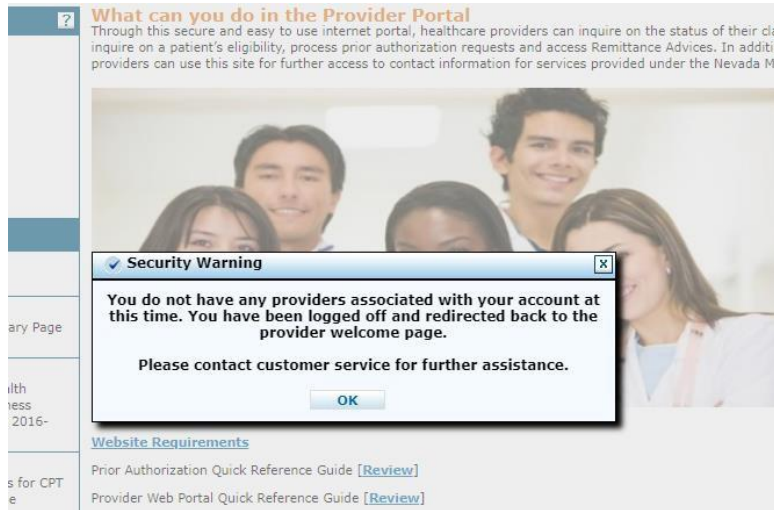 ?
What can you do in the Provider Portal
Through this secure and easy to use internet portal, healthcare providers can inquire on the status of their
inquire on a patient's eligibility, process prior authorization requests and access Remittance Advices. In
providers can use this site for further access to contact information for services provided under the Nevada
Security Warning
X
You do not have any providers associated with your account at
this time. You have been logged off and redirected back to the
provider welcome page.
Please contact customer service for further assistance.
OK
ary Page
lth
ness
2016-
s for CPT
e
Website Requirements
Prior Authorization Quick Reference Guide [Review]
Provider Web Portal Quick Reference Guide [Review]